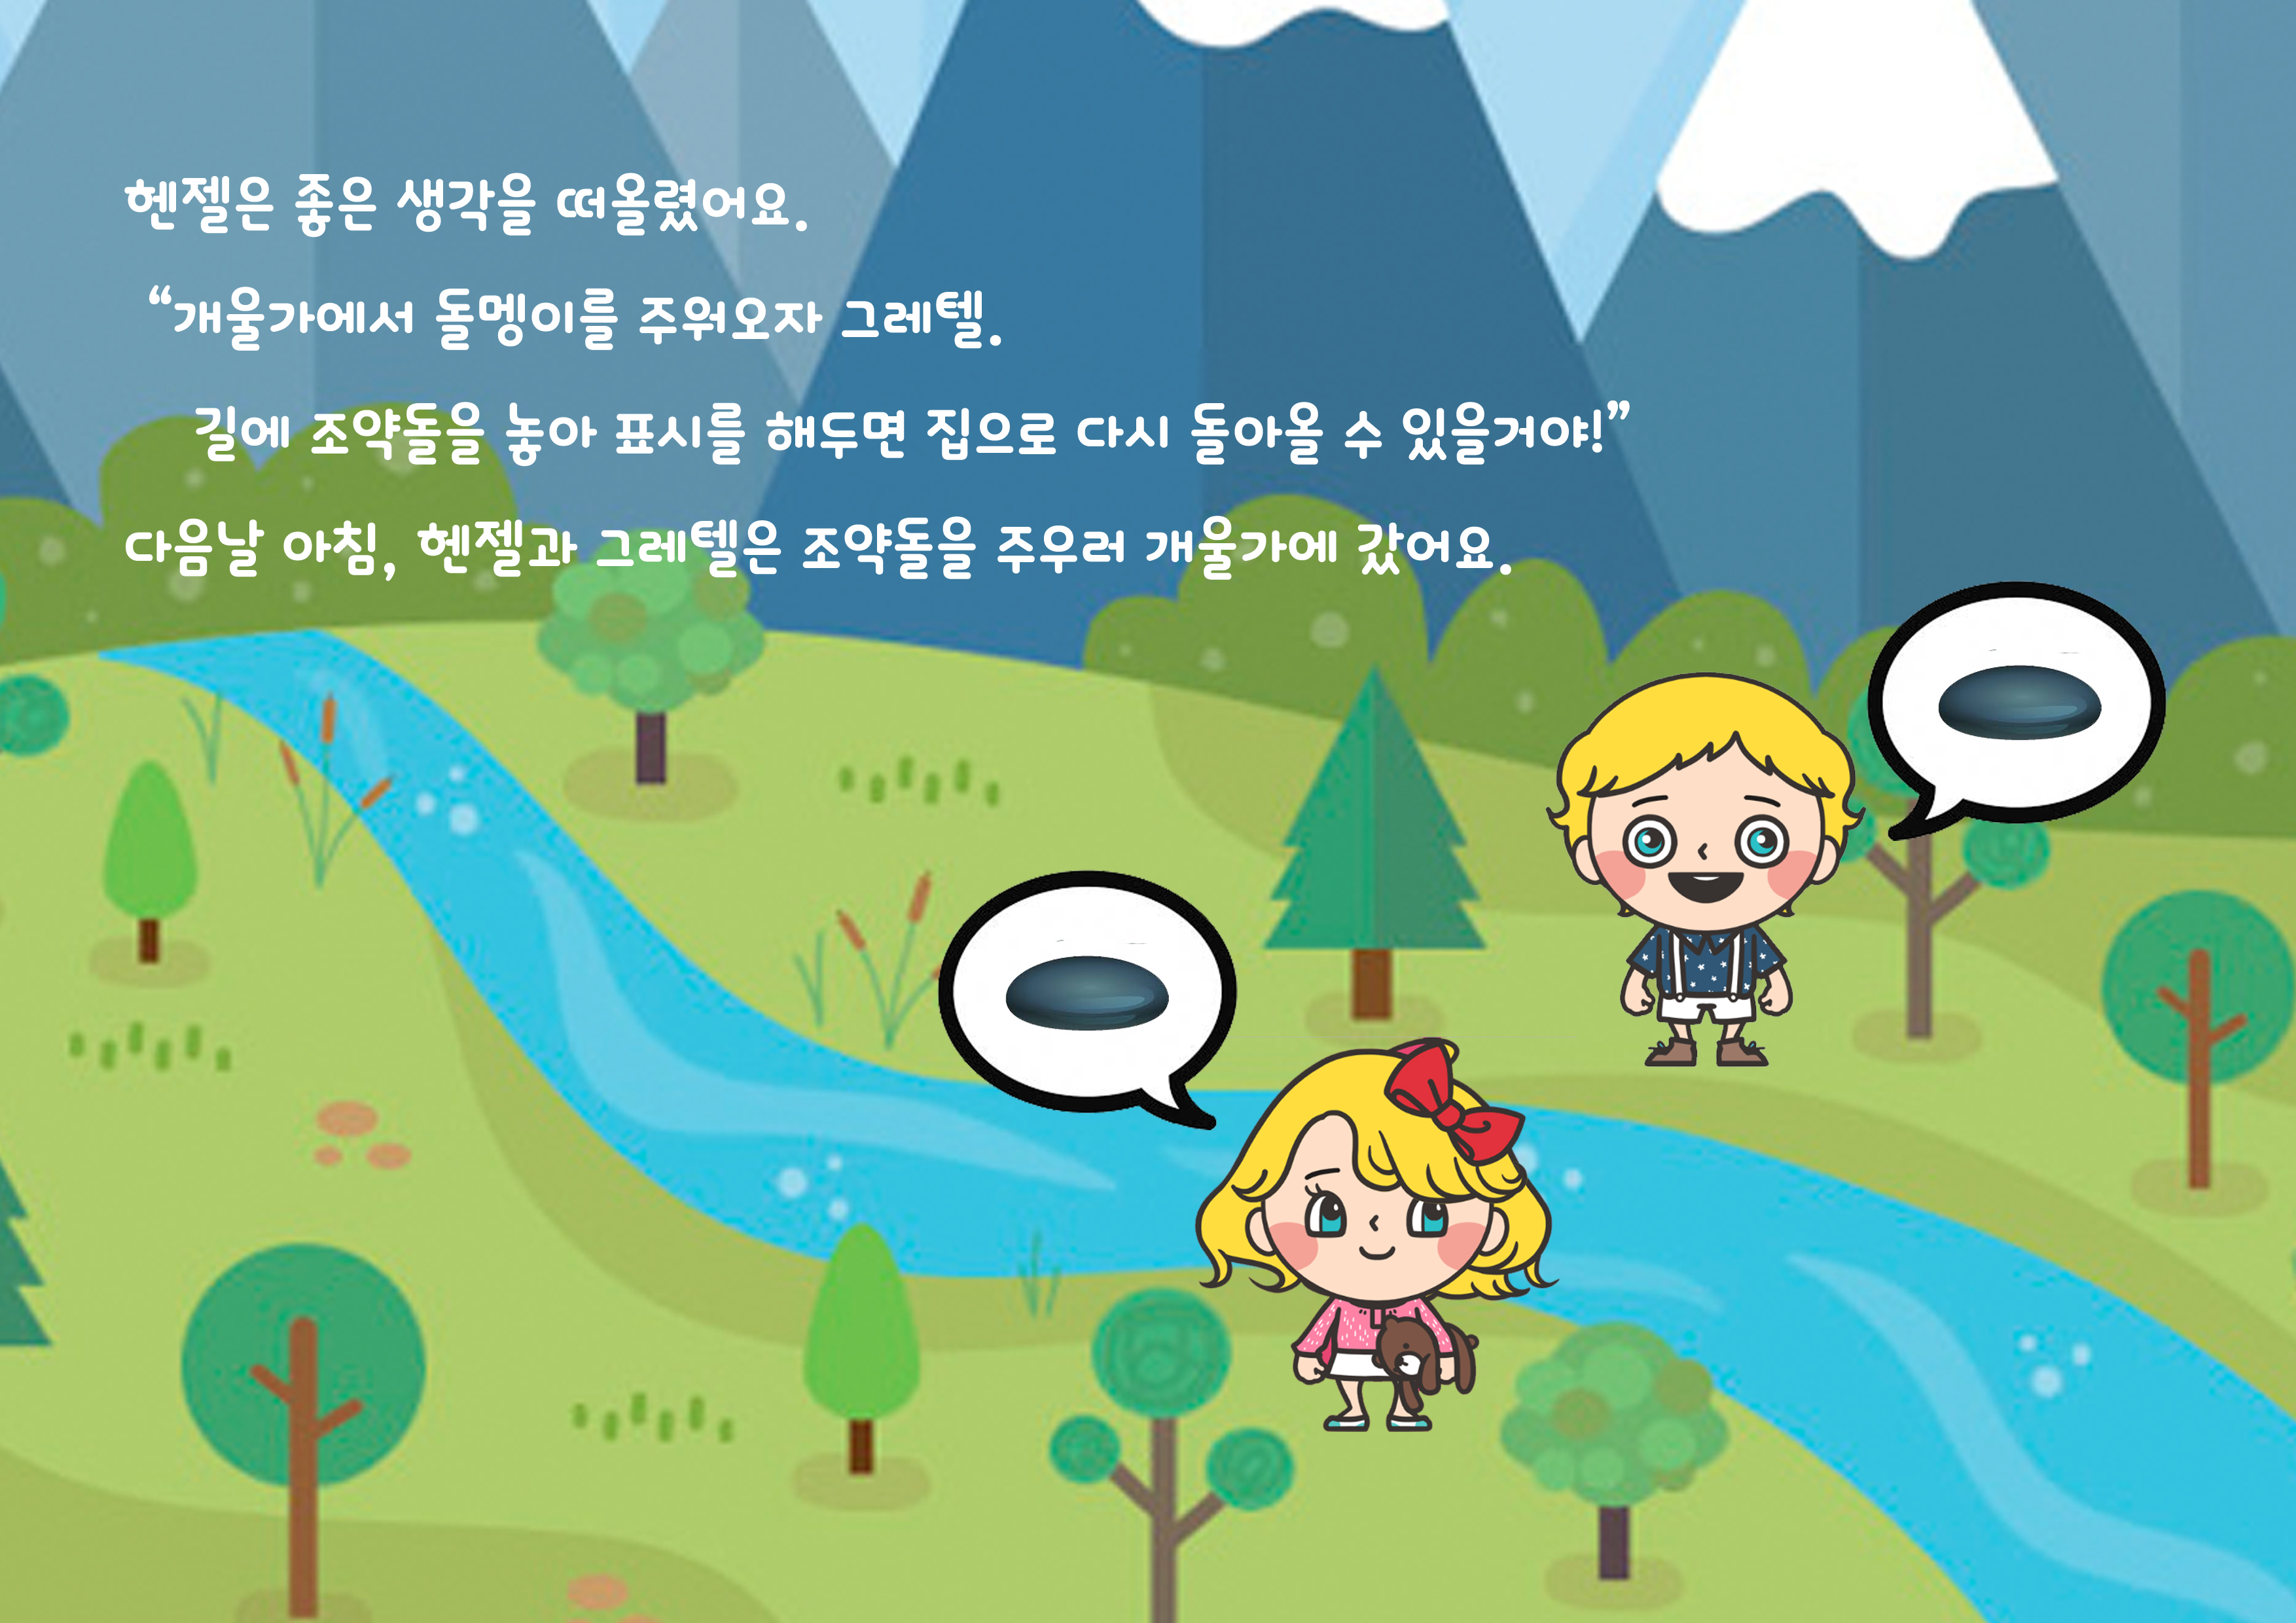 헨젤은 좋은 생각을 떠올렸어요.
“개울가에서 돌멩이를 주워오자 그레텔.
길에 조약돌을 놓아 표시를 해두면 집으로 다시 돌아올 수 있을거야!”
다음날 아침, 헨젤과 그레텔은 조약돌을 주우러 개울가에 갔어요.